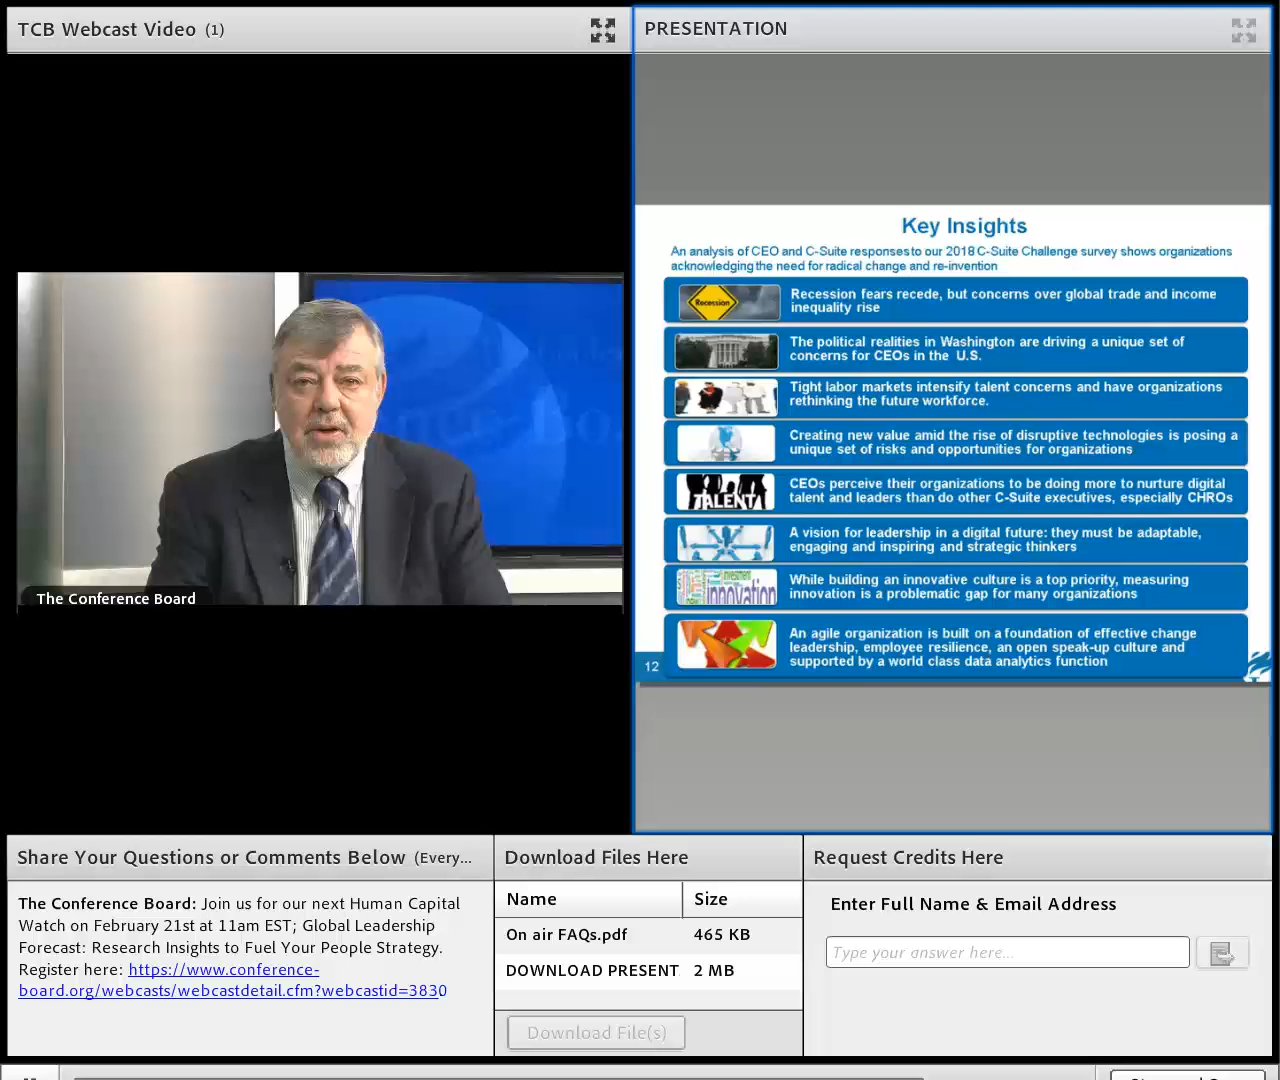 TCB Webcast Video (1)
PRESENTATION
Key Insights
An analysis of CEO and C-Suite responses to our 2018 C-Suite Challenge survey shows organizations
acknowledging the need for radical change and re-invention
Recession
Recession fears recede, but concerns over global trade and income
inequality rise
The political realities in Washington are driving a unique set of
concerns for CEOs in the U.S.
Tight labor markets intensify talent concerns and have organizations
rethinking the future workforce.
Creating new value amid the rise of disruptive technologies is posing a
unique set of risks and opportunities for organizations
TALENT
CEOs perceive their organizations to be doing more to nurture digital
talent and leaders than do other C-Suite executives, especially CHROs
A vision for leadership in a digital future: they must be adaptable,
engaging and inspiring and strategic thinkers
investment
innovation
While building an innovative culture is a top priority, measuring
innovation is a problematic gap for many organizations
An agile organization is built on a foundation of effective change
leadership, employee resilience, an open speak-up culture and
supported by a world class data analytics function
12
The Conference Board
Share Your Questions or Comments Below (Every...
The Conference Board: Join us for our next Human Capital
Watch on February 21st at 11am EST; Global Leadership
Forecast: Research Insights to Fuel Your People Strategy.
Register here: https://www.conference-
board.org/webcasts/webcastdetail.cfm?webcastid=3830
Download Files Here
Name Size
On air FAQs.pdf 465 KB
DOWNLOAD PRESENT 2 MB
Download File(s)
Request Credits Here
Enter Full Name & Email Address
Type your answer here...